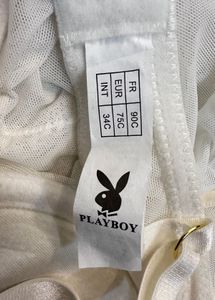 FR 90C
EUR 75C
INT 34C
PLAYBOY